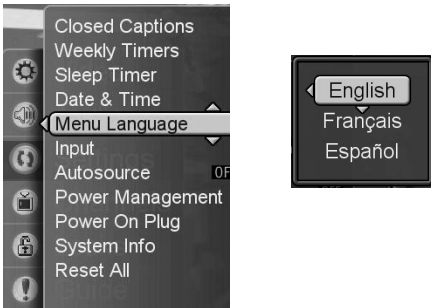 Closed Captions
Weekly Timers
Sleep Timer
Date & Time
Menu Language
Input
Autosource
Power Management
Power On Plug
System Info
Reset All
English
Français
Español